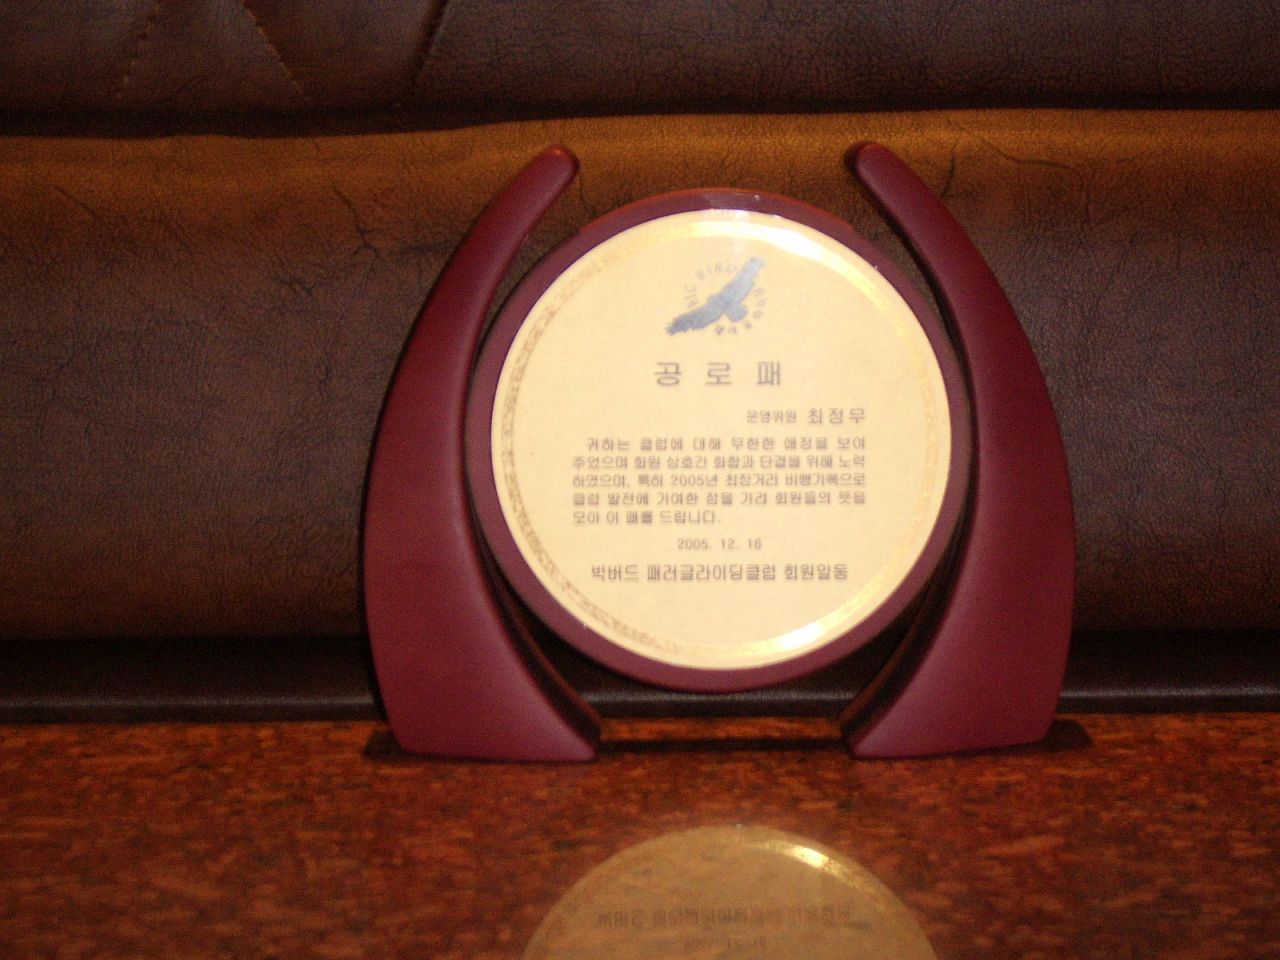 BIG BIRD
공로패
운영위원 최정무
귀하는 클럽에 대해 무한한 애정을 보여
주었으며 회원 상호간 화합과 단결을 위해 노력
하였으며, 특히 2005년 최장거리 비행기록으로
클럽 발전에 기여한 점을 기려 회원들의 뜻을
모아 이 패를 드립니다.
2005. 12. 16
빅버드 패러글라이딩클럽 회원일동